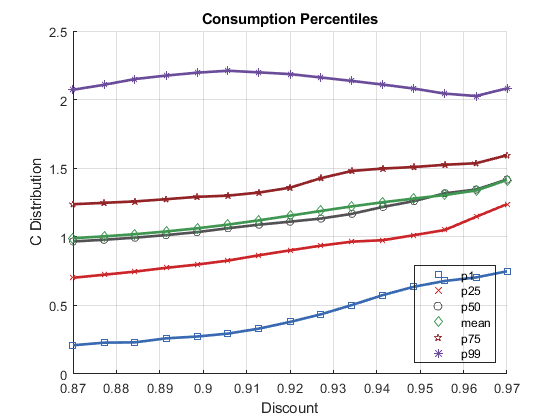 Consumption Percentiles
2.5
2
1.5
1
0.5
0
C Distribution
p1
p25
p50
mean
p75
p99
0.87 0.88 0.89 0.9 0.91 0.92 0.93 0.94 0.95 0.96 0.97
Discount